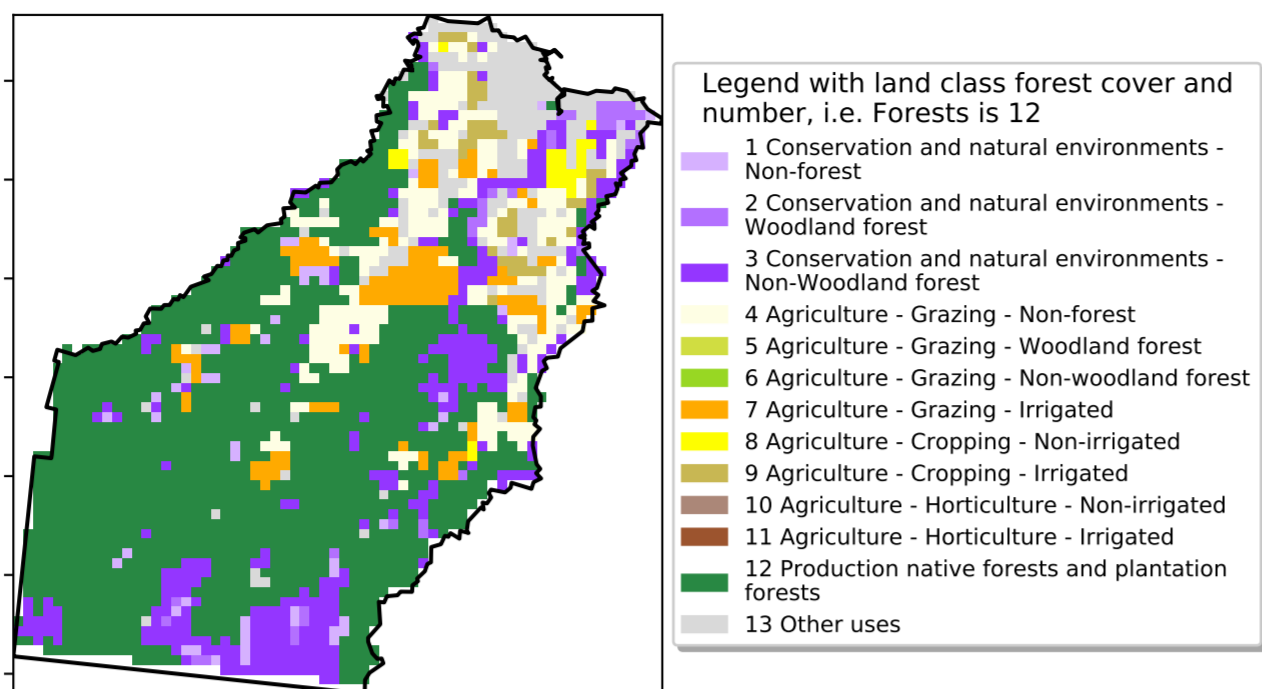 Legend with land class forest cover and
number, i.e. Forests is 12
1 Conservation and natural environments -
Non-forest
2 Conservation and natural environments -
Woodland forest
3 Conservation and natural environments -
Non-Woodland forest
4 Agriculture - Grazing - Non-forest
5 Agriculture - Grazing - Woodland forest
6 Agriculture - Grazing - Non-woodland forest
7 Agriculture - Grazing - Irrigated
8 Agriculture - Cropping - Non-irrigated
9 Agriculture - Cropping - Irrigated
10 Agriculture - Horticulture - Non-irrigated
11 Agriculture - Horticulture - Irrigated
12 Production native forests and plantation
forests
13 Other uses